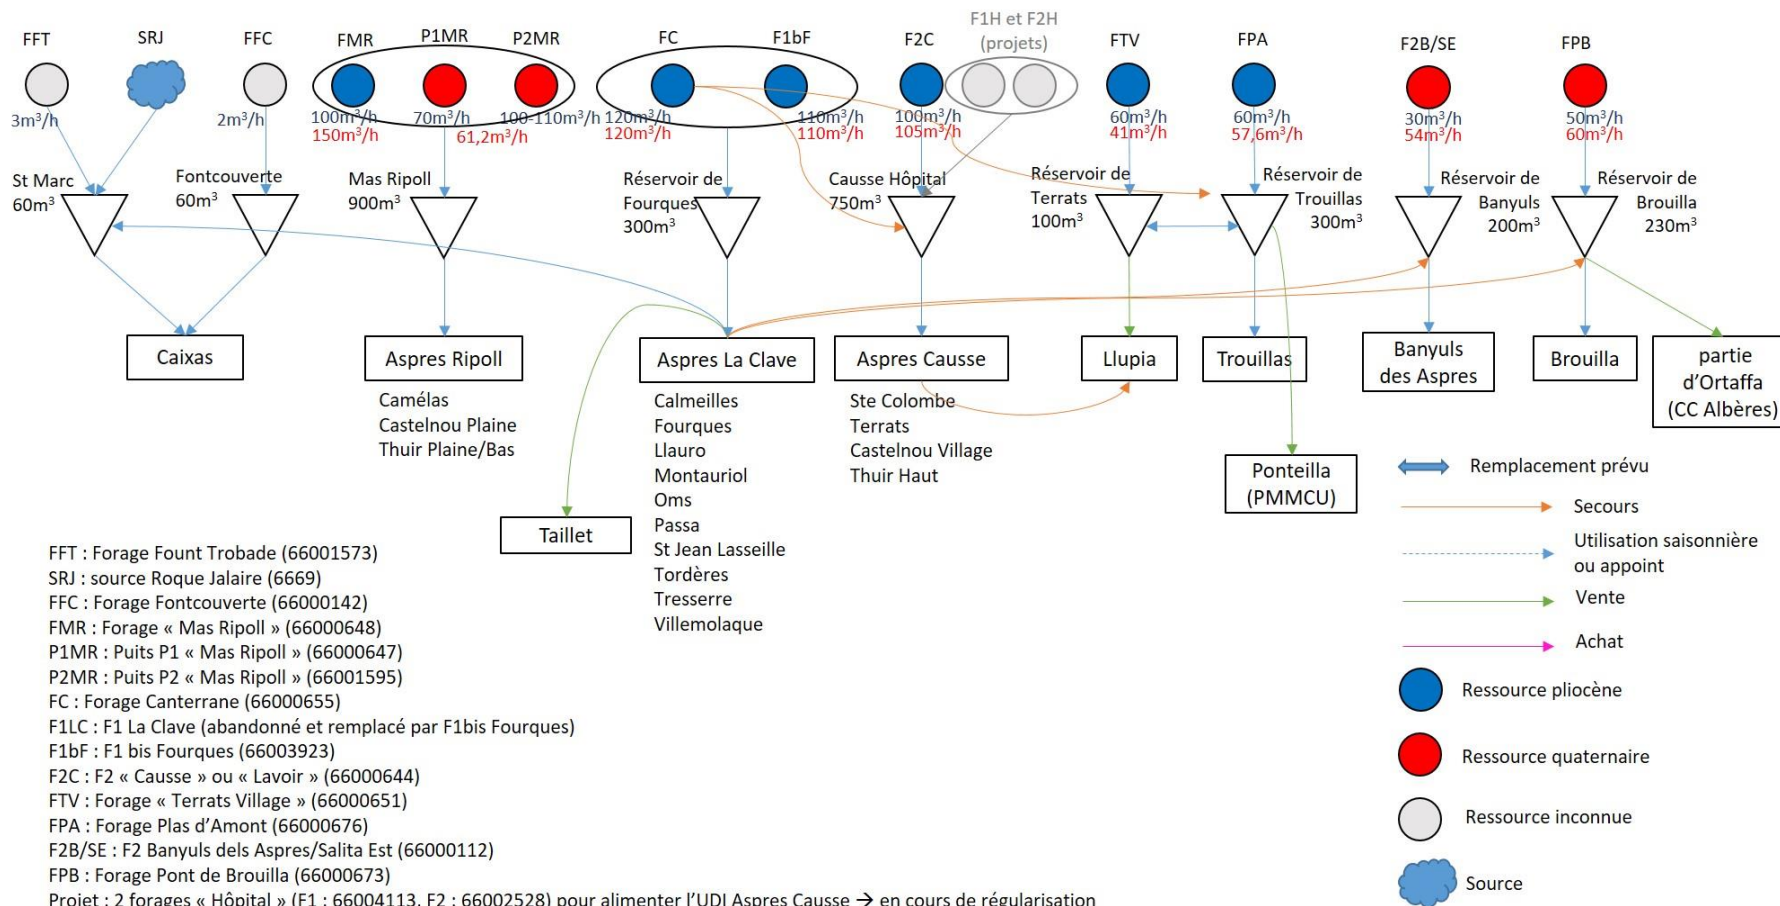 FFT
SRJ
FFC
FMR
P1MR
P2MR
FC
F1bF
F2C
F1H et F2H
(projets)
FTV
FPA
F2B/SE
FPB
3m³/h
2m³/h
100m³/h
150m³/h
70m³/h
61,2m³/h
100-110m³/h
120m³/h
120m³/h
110m³/h
110m³/h
100m³/h
105m³/h
60m³/h
41m³/h
60m³/h
57,6m³/h
30m³/h
54m³/h
50m³/h
60m³/h
St Marc
60m³
Fontcouverte
60m³
Mas Ripoll
900m³
Réservoir de
Fourques
300m³
Causse Hôpital
750m³
Réservoir de
Terrats
100m³
Réservoir de
Trouillas
300m³
Réservoir de
Banyuls
200m³
Réservoir de
Brouilla
230m³
Caixas
Aspres Ripoll
Camélas
Castelnou Plaine
Thuir Plaine/Bas
Aspres La Clave
Calmeilles
Fourques
Llauro
Montauriol
Oms
Passa
St Jean Lasseille
Tordères
Tresserre
Villemolaque
Aspres Causse
Ste Colombe
Terrats
Castelnou Village
Thuir Haut
Llupia
Trouillas
Banyuls
des Aspres
Brouilla
partie
d'Ortaffa
(CC Albères)
Taillet
Ponteilla
(PMMCU)
Remplacement prévu
Secours
Utilisation saisonnière
ou appoint
Vente
Achat
Ressource pliocène
Ressource quaternaire
Ressource inconnue
Source
FFT : Forage Fount Trobade (66001573)
SRJ : source Roque Jalaire (6669)
FFC : Forage Fontcouverte (66000142)
FMR : Forage « Mas Ripoll » (66000648)
P1MR : Puits P1 « Mas Ripoll » (66000647)
P2MR : Puits P2 « Mas Ripoll » (66001595)
FC : Forage Canterrane (66000655)
F1LC : F1 La Clave (abandonné et remplacé par F1bis Fourques)
F1bF : F1 bis Fourques (66003923)
F2C : F2 « Causse » ou « Lavoir » (66000644)
FTV : Forage « Terrats Village » (66000651)
FPA : Forage Plas d'Amont (66000676)
F2B/SE : F2 Banyuls dels Aspres/Salita Est (66000112)
FPB : Forage Pont de Brouilla (66000673)
Projet : 2 forages « Hôpital » (F1 : 66004113, F2 : 66002528) pour alimenter l'UDI Aspres Causse → en cours de régularisation